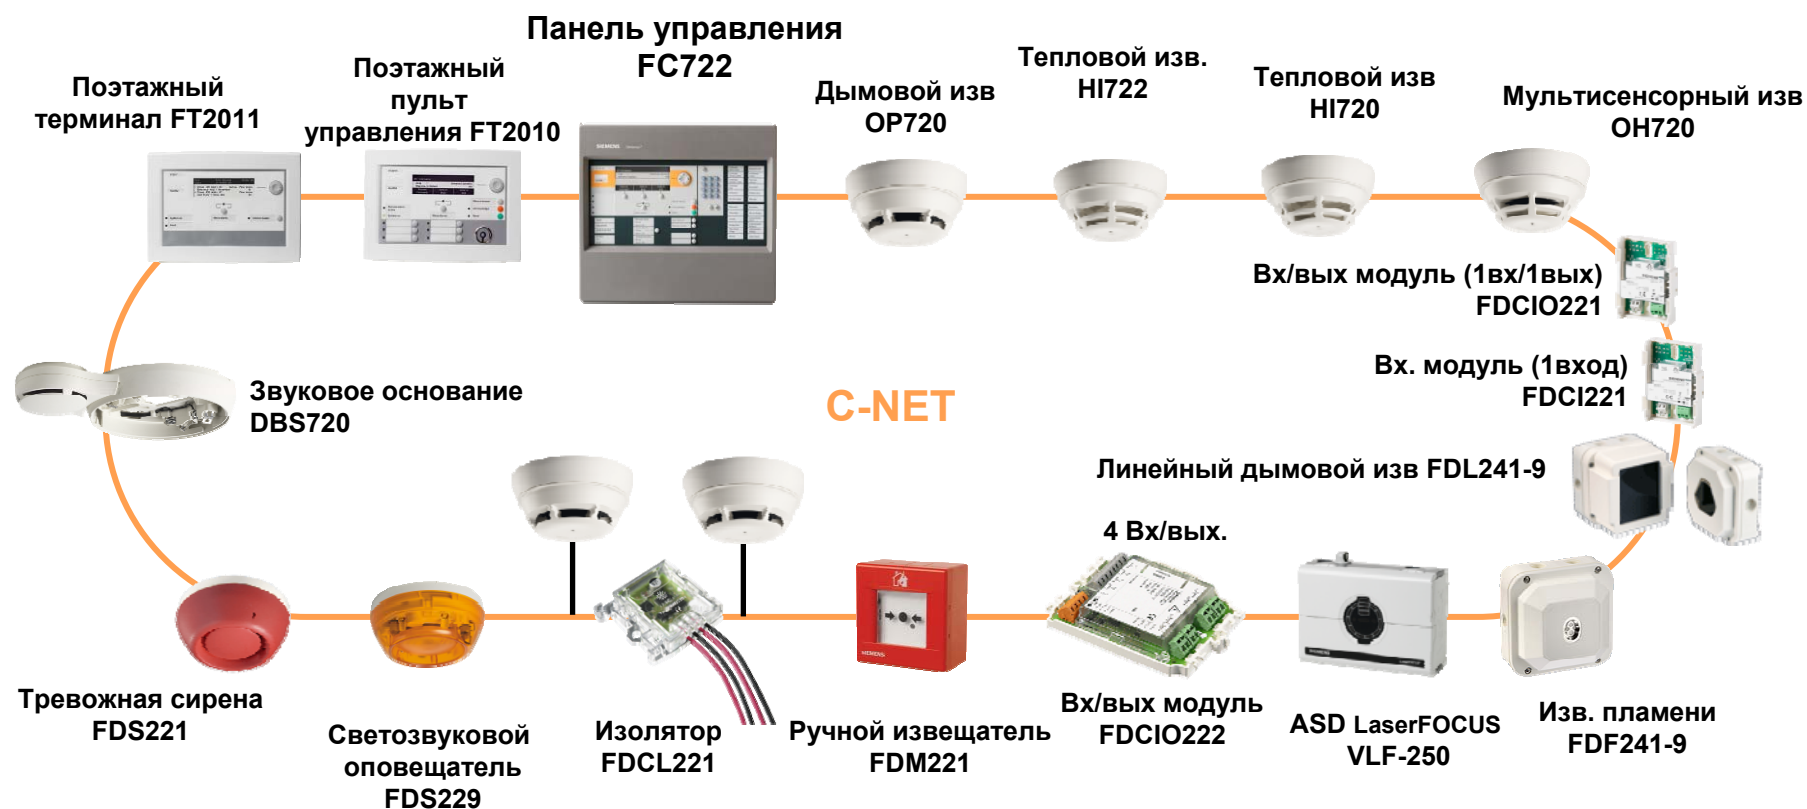 Панель управления
FC722
Поэтажный
терминал FT2011
Поэтажный
пульт
управления FT2010
Дымовой изв
OP720
Тепловой изв.
HI722
Тепловой изв
HI720
Мультисенсорный изв
OH720
SIEMENS
Вх/вых модуль (1вх/1вых)
FDCIO221
Вх. модуль (1вход)
FDCI221
Звуковое основание
DBS720
C-NET
Линейный дымовой изв FDL241-9
4 Вх/вых.
SIEMENS
SIEMENS
Тревожная сирена
FDS221
Светозвуковой
оповещатель
FDS229
Изолятор
FDCL221
Ручной извещатель
FDM221
Вх/вых модуль
FDCIO222
ASD LaserFOCUS
VLF-250
Изв. пламени
FDF241-9